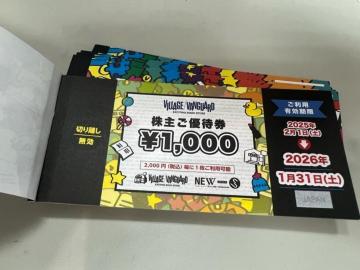 切り離し
無効
VILLAGE VANGUARD
EXCITING BOOK STORE
株主ご優待券
¥1,000
2,000円(税込)毎に1枚ご利用可能
VILLAGE VANGUARD
NEW
ご利用
有効期限
2025年
2月1日(土)
2026年
1月31日(土)